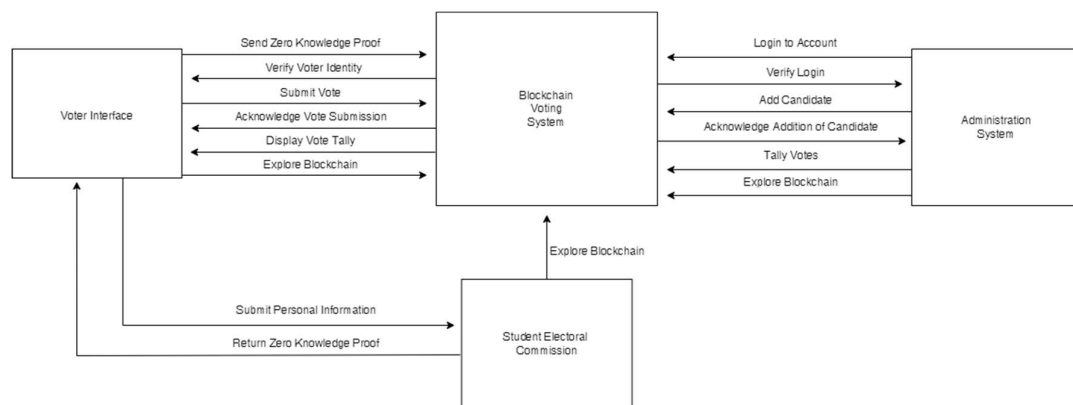 Send Zero Knowledge Proof
Verify Voter Identity
Submit Vote
Acknowledge Vote Submission
Display Vote Tally
Explore Blockchain
Voter Interface
Blockchain
Voting
System
Login to Account
Verify Login
Add Candidate
Acknowledge Addition of Candidate
Tally Votes
Explore Blockchain
Administration
System
Explore Blockchain
Submit Personal Information
Return Zero Knowledge Proof
Student Electoral
Commission